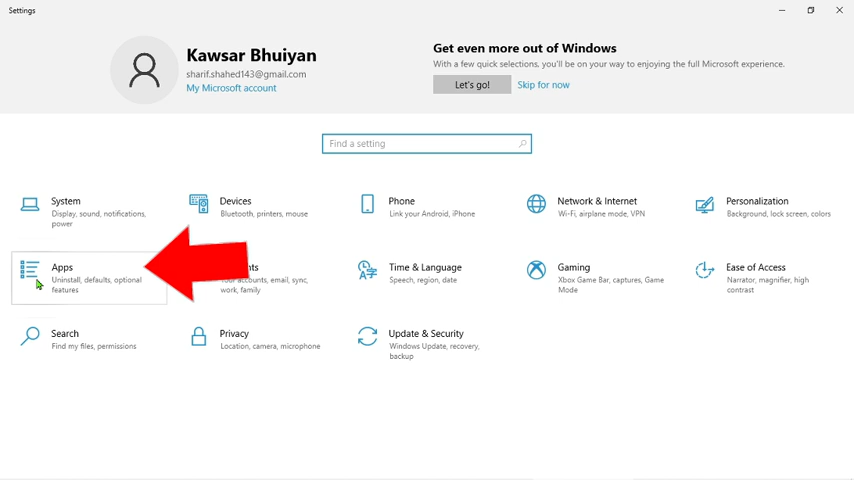 Settings
Kawsar Bhuiyan
sharif.shahed143@gmail.com
My Microsoft account
Get even more out of Windows
With a few quick selections, you'll be on your way to enjoying the full Microsoft experience.
Let's go!
Skip for now
Find a setting
System
Display, sound, notifications,
power
Devices
Bluetooth, printers, mouse
Phone
Link your Android, iPhone
Network & Internet
Wi-Fi, airplane mode, VPN
Personalization
Background, lock screen, colors
Apps
Uninstall, defaults, optional
features
accounts, email, sync,
work, family
Time & Language
Speech, region, date
Gaming
Xbox Game Bar, captures, Game
Mode
Ease of Access
Narrator, magnifier, high
contrast
Search
Find my files, permissions
Privacy
Location, camera, microphone
Update & Security
Windows Update, recovery,
backup